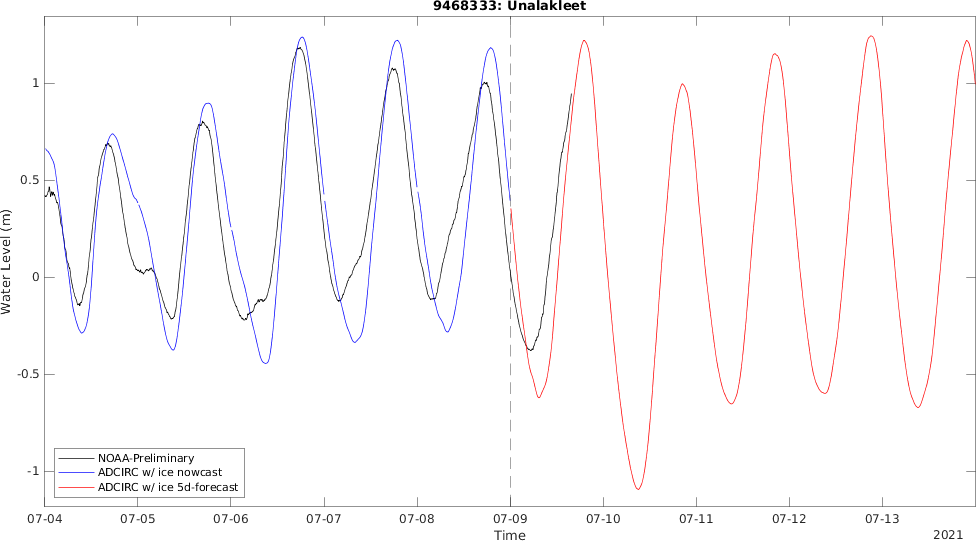 9468333: Unalakleet
Water Level (m)
1
0.5
0
-0.5
-1
NOAA-Preliminary
ADCIRC w/ ice nowcast
ADCIRC w/ ice 5d-forecast
07-04 07-05 07-06 07-07 07-08 07-09 07-10 07-11 07-12 07-13
Time
2021